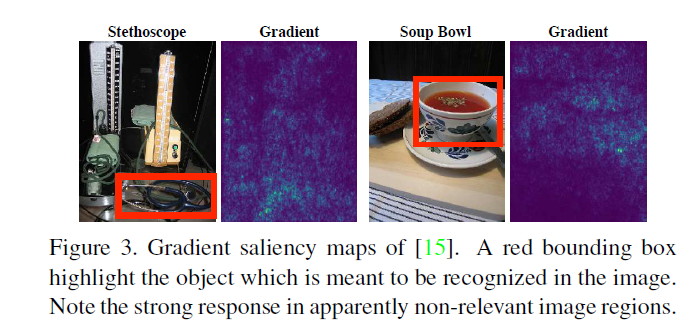 Stethoscope Gradient Soup Bowl Gradient
Figure 3. Gradient saliency maps of [15]. A red bounding box
highlight the object which is meant to be recognized in the image.
Note the strong response in apparently non-relevant image regions.